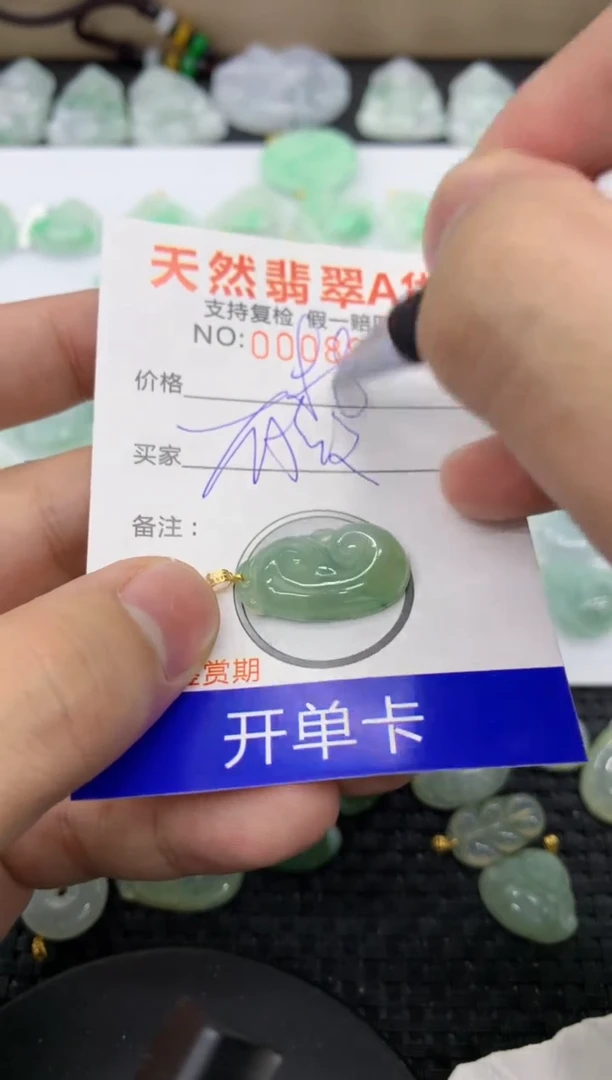 天然翡翠A
支持复检 假一赔
NO:0008
价格
买家
备注：
赏期
开单卡